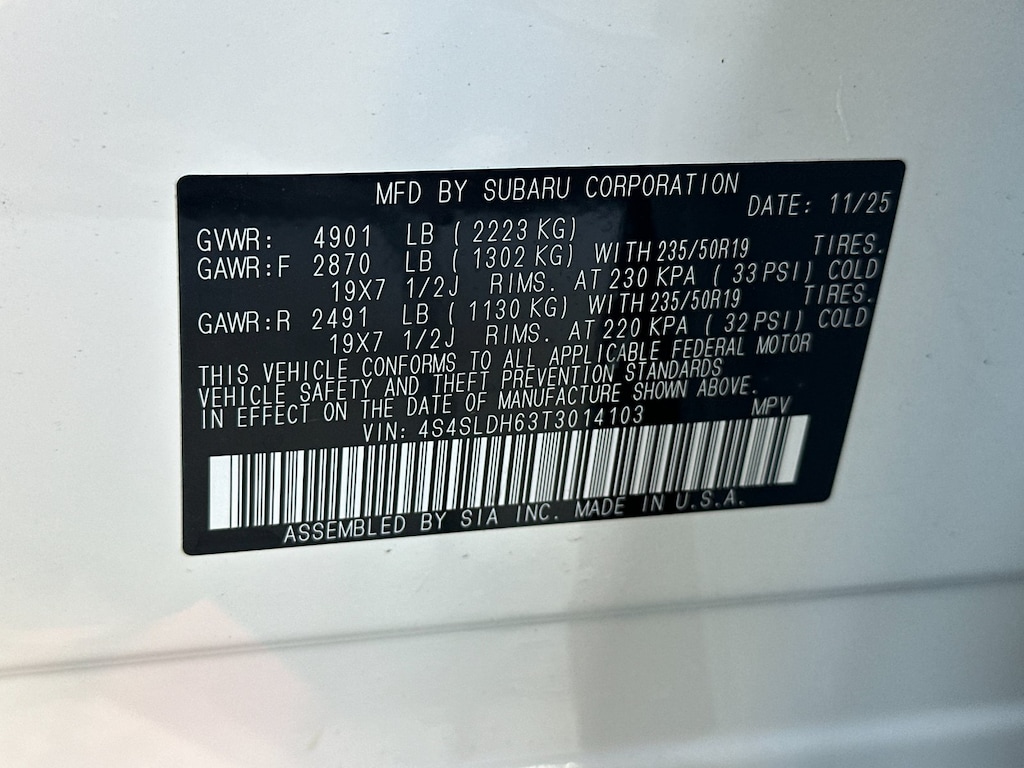 MFD BY SUBARU CORPORATION
DATE: 11/25
GVWR: 4901 LB ( 2223 KG)
GAWR:F 2870 LB ( 1302 KG) WITH 235/50R19 TIRES.
19X7 1/2J RIMS. AT 230 KPA ( 33 PSI) COLD
GAWR:R 2491 LB ( 1130 KG) WITH 235/50R19 TIRES.
19X7 1/2J RIMS. AT 220 KPA ( 32 PSI) COLD
THIS VEHICLE CONFORMS TO ALL APPLICABLE FEDERAL MOTOR
VEHICLE SAFETY AND THEFT PREVENTION STANDARDS
IN EFFECT ON THE DATE OF MANUFACTURE SHOWN ABOVE.
VIN: 4S4SLDH63T3014103 MPV
ASSEMBLED BY SIA INC. MADE IN U.S.A.